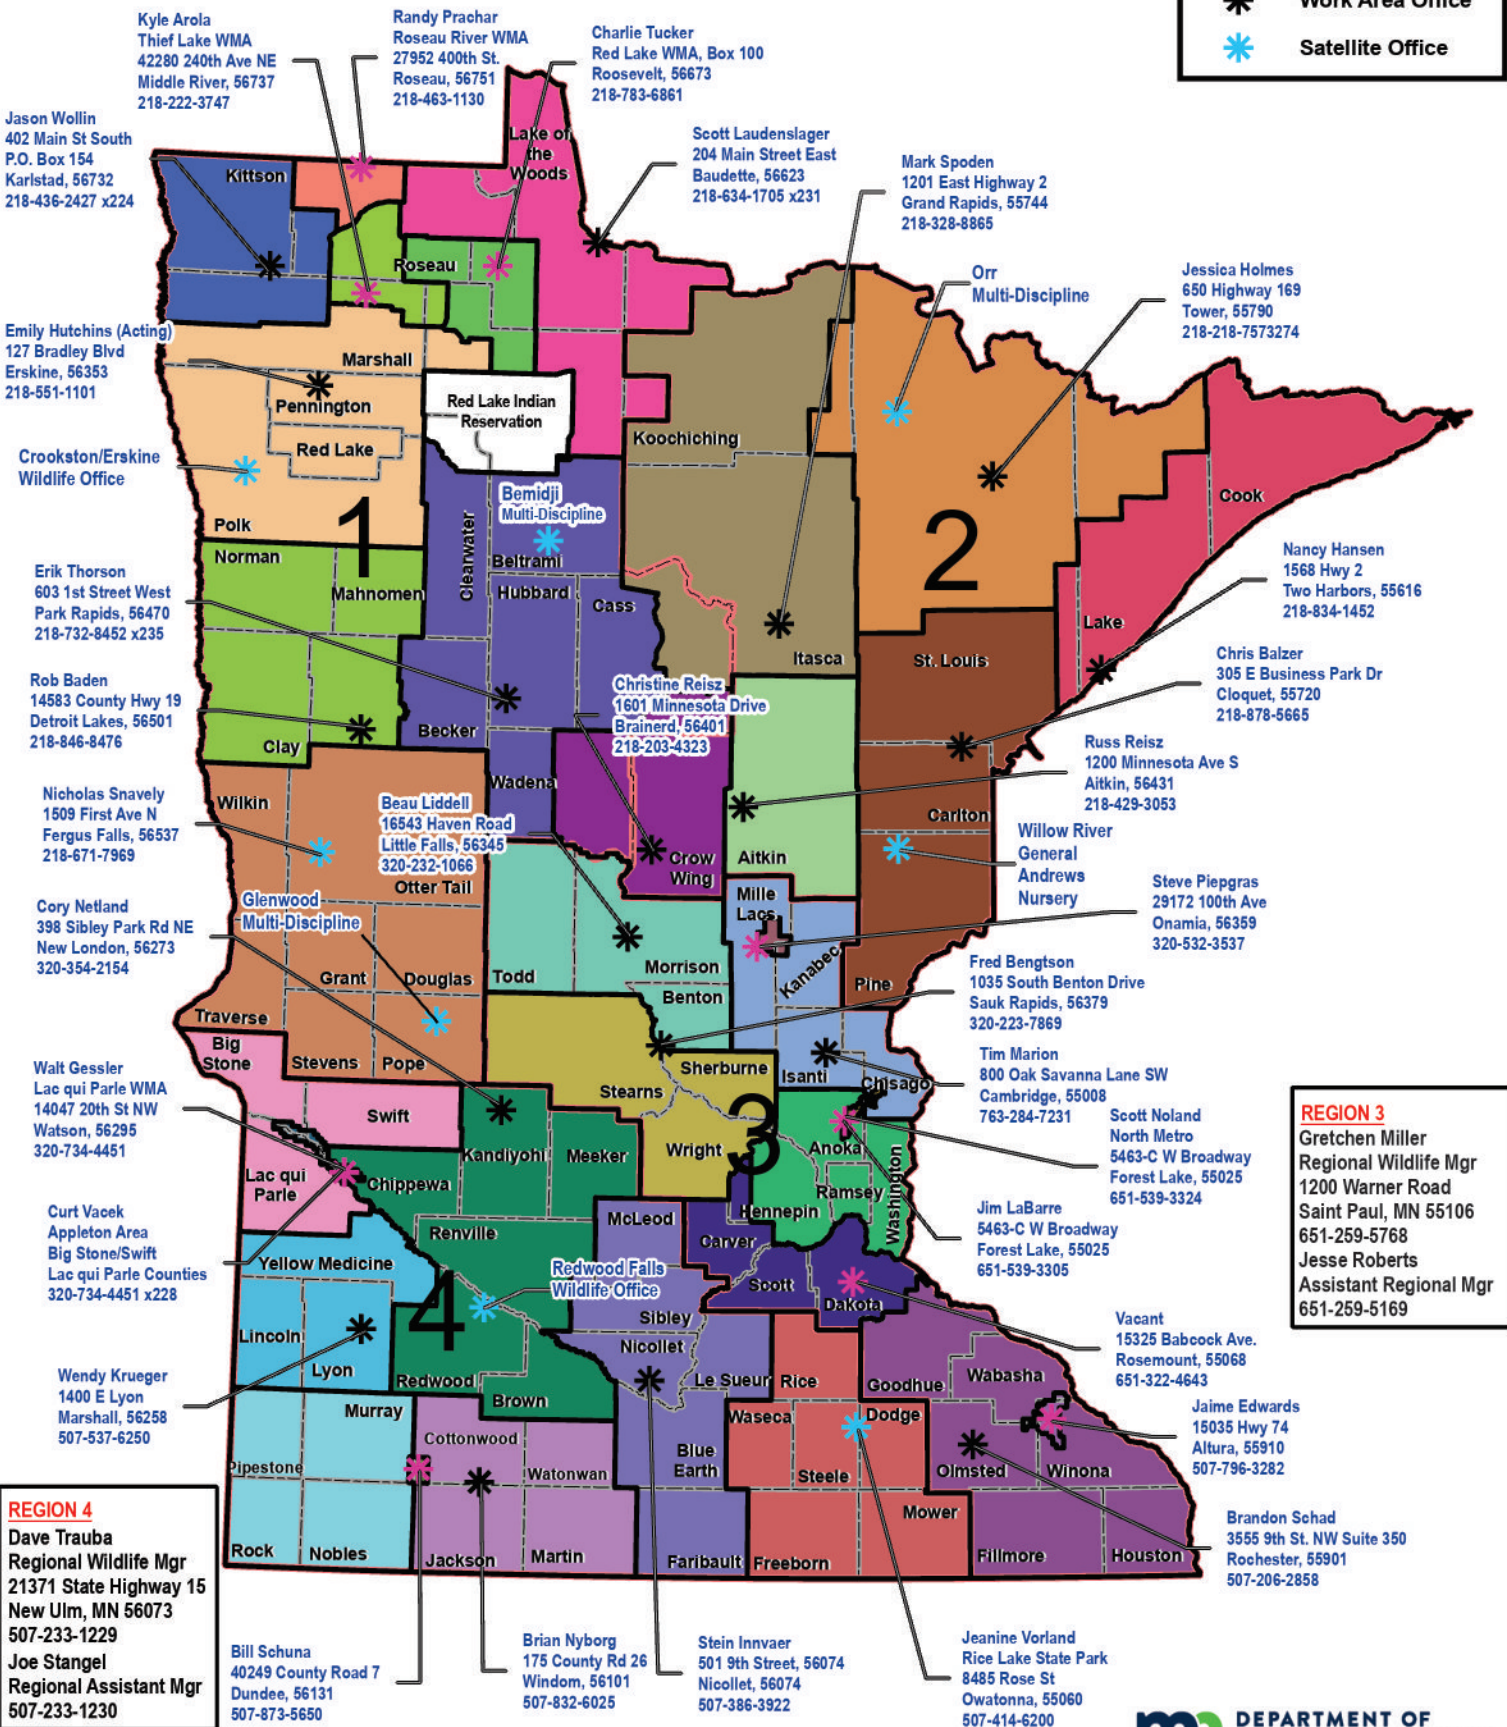 Work Area Office
Satellite Office
Kyle Arola
Thief Lake WMA
42280 240th Ave NE
Middle River, 56737
218-222-3747
Randy Prachar
Roseau River WMA
27952 400th St.
Roseau, 56751
218-463-1130
Charlie Tucker
Red Lake WMA, Box 100
Roosevelt, 56673
218-783-6861
Jason Wollin
402 Main St South
P.O. Box 154
Karlstad, 56732
218-436-2427 x224
Scott Laudenslager
204 Main Street East
Baudette, 56623
218-634-1705 x231
Mark Spoden
1201 East Highway 2
Grand Rapids, 55744
218-328-8865
Orr
Multi-Discipline
Jessica Holmes
650 Highway 169
Tower, 55790
218-218-7573274
Emily Hutchins (Acting)
127 Bradley Blvd
Erskine, 56353
218-551-1101
Crookston/Erskine
Wildlife Office
Erik Thorson
603 1st Street West
Park Rapids, 56470
218-732-8452 x235
Rob Baden
14583 County Hwy 19
Detroit Lakes, 56501
218-846-8476
Nicholas Snavely
1509 First Ave N
Fergus Falls, 56537
218-671-7969
Cory Netland
398 Sibley Park Rd NE
New London, 56273
320-354-2154
Walt Gessler
Lac qui Parle WMA
14047 20th St NW
Watson, 56295
320-734-4451
Curt Vacek
Appleton Area
Big Stone/Swift
Lac qui Parle Counties
320-734-4451 x228
Wendy Krueger
1400 E Lyon
Marshall, 56258
507-537-6250
Kittson
Lake of
the
Woods
Roseau
Marshall
Pennington
Red Lake
Red Lake Indian
Reservation
Koochiching
Polk
1
Norman
Mahnomen
Clearwater
Bemidji
Multi-Discipline
Beltrami
Hubbard
Cass
2
Cook
Lake
Itasca
St. Louis
Becker
Clay
Christine Reisz
1601 Minnesota Drive
Brainerd, 56401
218-203-4323
Wadena
Wilkin
Beau Liddell
16543 Haven Road
Little Falls, 56345
320-232-1066
Otter Tail
Crow
Wing
Aitkin
Carlton
Glenwood
Multi-Discipline
Mille
Lacs
Grant
Douglas
Todd
Morrison
Benton
Kanabec
Pine
Traverse
Big
Stone
Stevens
Pope
Stearns
Sherburne
Isanti
Chisago
3
Swift
Kandiyohi
Meeker
Wright
Anoka
Ramsey
Washington
Hennepin
Lac qui
Parle
Chippewa
Renville
McLeod
Carver
Scott
Dakota
Yellow Medicine
Redwood Falls
Wildlife Office
4
Sibley
Nicollet
Lincoln
Lyon
Redwood
Brown
Le Sueur
Rice
Goodhue
Wabasha
Murray
Cottonwood
Watonwan
Blue
Earth
Waseca
Steele
Dodge
Olmsted
Winona
Pipestone
Rock
Nobles
Jackson
Martin
Faribault
Freeborn
Mower
Fillmore
Houston
Nancy Hansen
1568 Hwy 2
Two Harbors, 55616
218-834-1452
Chris Balzer
305 E Business Park Dr
Cloquet, 55720
218-878-5665
Russ Reisz
1200 Minnesota Ave S
Aitkin, 56431
218-429-3053
Willow River
General
Andrews
Nursery
Steve Piepgras
29172 100th Ave
Onamia, 56359
320-532-3537
Fred Bengtson
1035 South Benton Drive
Sauk Rapids, 56379
320-223-7869
Tim Marion
800 Oak Savanna Lane SW
Cambridge, 55008
763-284-7231
Scott Noland
North Metro
5463-C W Broadway
Forest Lake, 55025
651-539-3324
Jim LaBarre
5463-C W Broadway
Forest Lake, 55025
651-539-3305
REGION 3
Gretchen Miller
Regional Wildlife Mgr
1200 Warner Road
Saint Paul, MN 55106
651-259-5768
Jesse Roberts
Assistant Regional Mgr
651-259-5169
Vacant
15325 Babcock Ave.
Rosemount, 55068
651-322-4643
Jaime Edwards
15035 Hwy 74
Altura, 55910
507-796-3282
Brandon Schad
3555 9th St. NW Suite 350
Rochester, 55901
507-206-2858
REGION 4
Dave Trauba
Regional Wildlife Mgr
21371 State Highway 15
New Ulm, MN 56073
507-233-1229
Joe Stangel
Regional Assistant Mgr
507-233-1230
Bill Schuna
40249 County Road 7
Dundee, 56131
507-873-5650
Brian Nyborg
175 County Rd 26
Windom, 56101
507-832-6025
Stein Innvaer
501 9th Street, 56074
Nicollet, 56074
507-386-3922
Jeanine Vorland
Rice Lake State Park
8485 Rose St
Owatonna, 55060
507-414-6200
DEPARTMENT OF